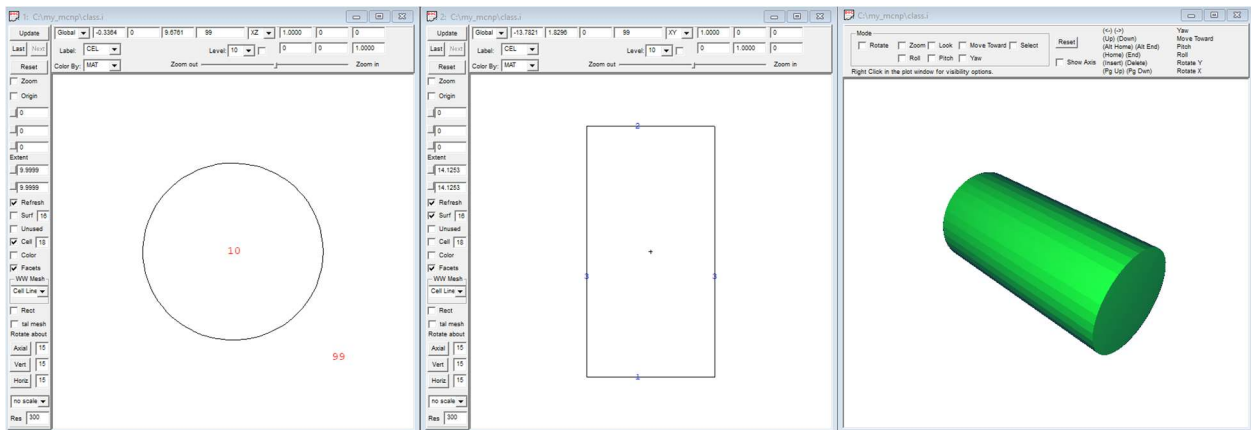 1: C:\my_mcnp\class.i
Update Global -0.3364 0 9.6761 99 XZ 1.0000 0 0
Last Next Label: CEL Level: 10 0 0 1.0000
Reset Color By: MAT Zoom out Zoom in
Zoom
Origin
0
0
0
Extent
9.9999
9.9999
Refresh
Surf 16
Unused
Cell 18
Color
Facets
WW Mesh
Cell Line
Rect
tal mesh
Rotate about
Axial 15
Vert 15
Horiz 15
no scale
Res 300
10
99
2: C:\my_mcnp\class.i
Update Global -13.7821 1.8296 0 99 XY 1.0000 0 0
Last Next Label: CEL Level: 10 0 1.0000 0
Reset Color By: MAT Zoom out Zoom in
Zoom
Origin
0
0
0
Extent
14.1253
14.1253
Refresh
Surf 16
Unused
Cell 18
Color
Facets
WW Mesh
Cell Line
Rect
tal mesh
Rotate about
Axial 15
Vert 15
Horiz 15
no scale
Res 300
2
3 3
1
C:\my_mcnp\class.i
Mode
Rotate Zoom Look Move Toward Select
Roll Pitch Yaw
Right Click in the plot window for visibility options.
Reset
Show Axis
(<-) (->) Yaw
(Up) (Down) Move Toward
(Alt Home) (Alt End) Pitch
(Home) (End) Roll
(Insert) (Delete) Rotate Y
(Pg Up) (Pg Dwn) Rotate X